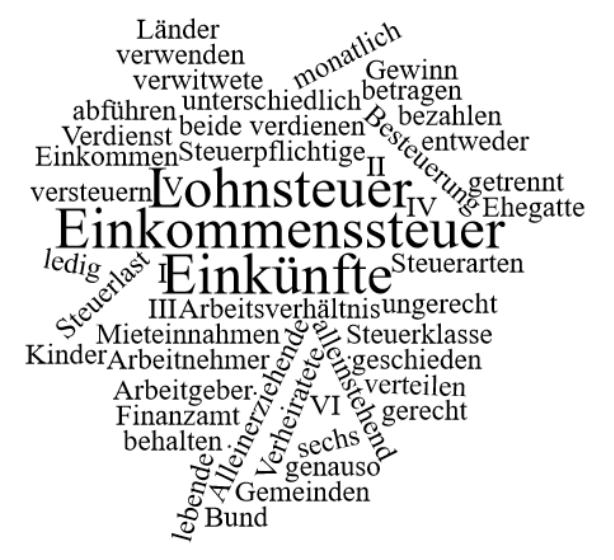 Länder
verwenden
monatlich
verwitwete
Gewinn
unterschiedlich
betragen
abführen
bezahlen
Verdienst
beide verdienen
Besteuerung
entweder
Einkommen
Steuerpflichtige
II
versteuern
V
Lohnsteuer
IV
getrennt
Ehegatte
Einkommenssteuer
ledig
Steuerlast
I
Einkünfte
Steuerarten
III
Arbeitsverhältnis
ungerecht
Mieteinnahmen
Steuerklasse
Kinder
Arbeitnehmer
Alleinerziehende
Verheiratete
alleinstehend
geschieden
Arbeitgeber
verteilen
Finanzamt
VI
gerecht
behalten
sechs
lebende
genauso
Gemeinden
Bund